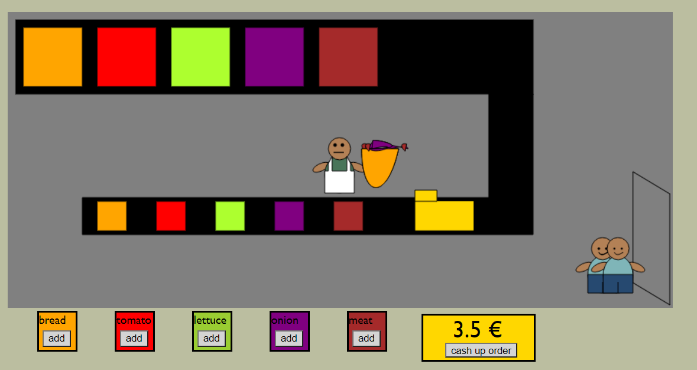 bread
add
tomato
add
lettuce
add
onion
add
meat
add
3.5 €
cash up order